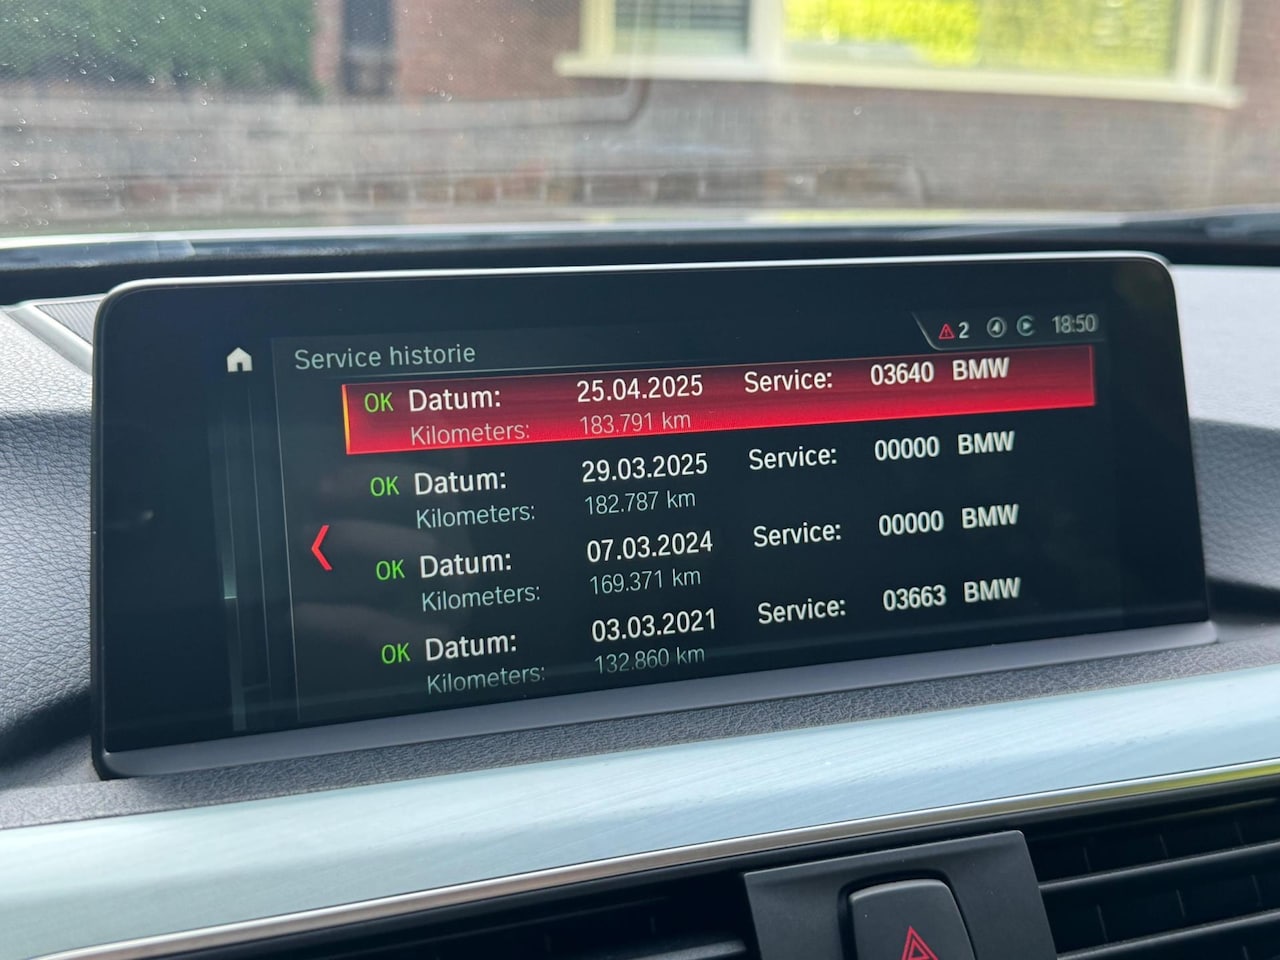 2 18:50
Service historie
OK Datum: 25.04.2025 Service: 03640 BMW
Kilometers: 183.791 km
OK Datum: 29.03.2025 Service: 00000 BMW
Kilometers: 182.787 km
OK Datum: 07.03.2024 Service: 00000 BMW
Kilometers: 169.371 km
OK Datum: 03.03.2021 Service: 03663 BMW
Kilometers: 132.860 km